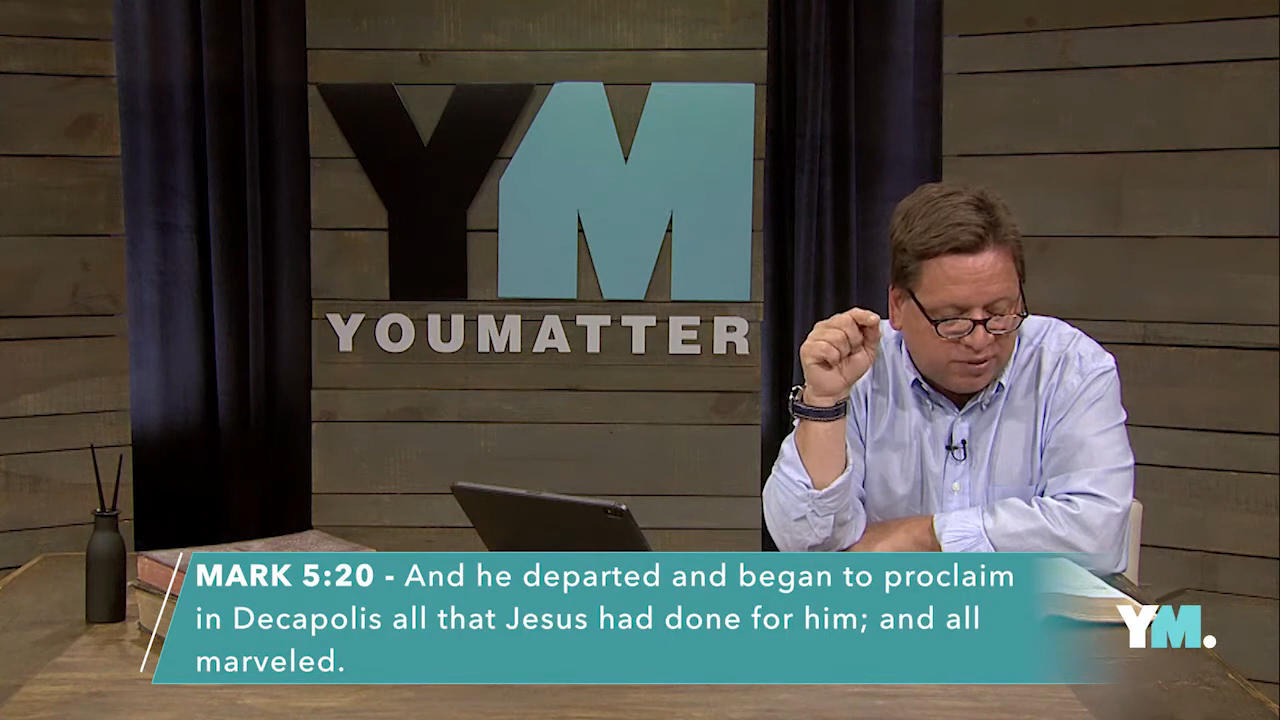 YM
YOUMATTER
MARK 5:20 - And he departed and began to proclaim
in Decapolis all that Jesus had done for him; and all
marveled.
YM.